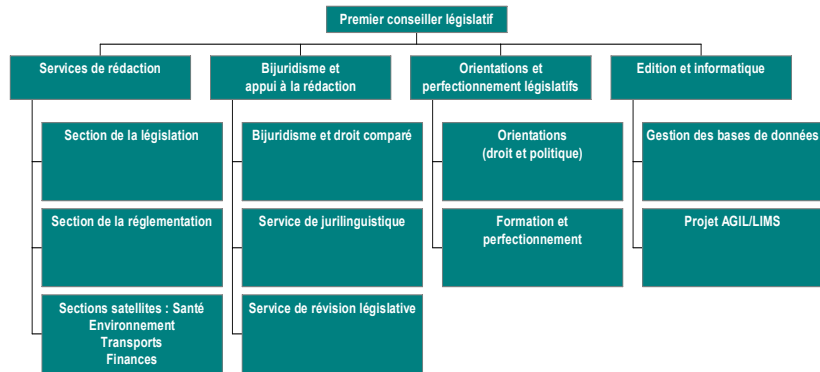 Premier conseiller législatif
Services de rédaction
Bijuridisme et
appui à la rédaction
Orientations et
perfectionnement législatifs
Edition et informatique
Section de la législation
Bijuridisme et droit comparé
Orientations
(droit et politique)
Gestion des bases de données
Section de la réglementation
Service de jurilinguistique
Formation et
perfectionnement
Projet AGIL/LIMS
Sections satellites : Santé
Environnement
Transports
Finances
Service de révision législative